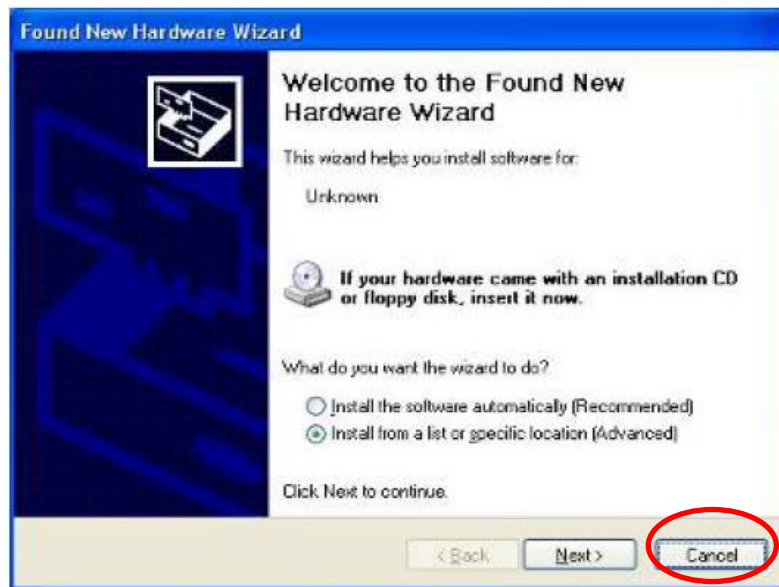 Found New Hardware Wizard
Welcome to the Found New
Hardware Wizard
This wizard helps you install software for:
Unknown
If your hardware came with an installation CD
or floppy disk, insert it now.
What do you want the wizard to do?
Install the software automatically (Recommended)
Install from a list or specific location (Advanced)
Click Next to continue.
< Back
Next >
Cancel